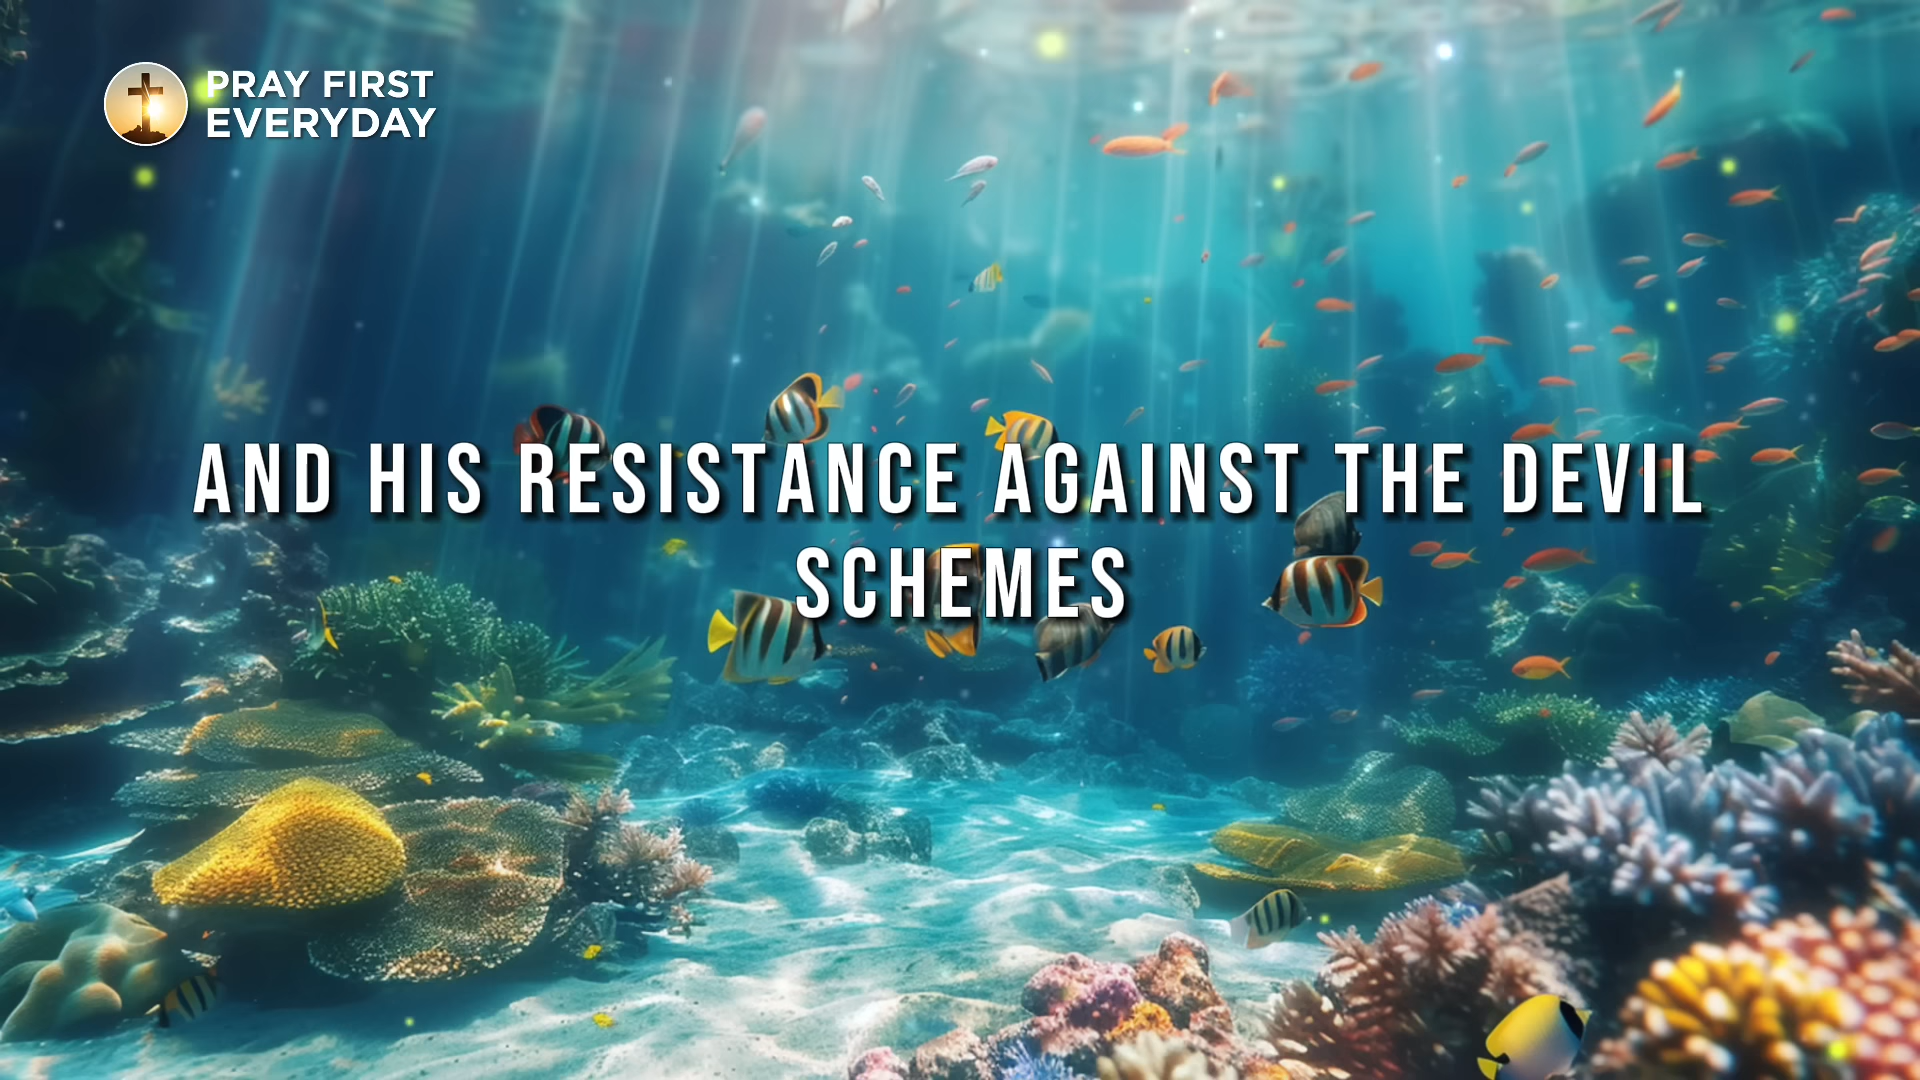 PRAY FIRST
EVERYDAY
AND HIS RESISTANCE AGAINST THE DEVIL
SCHEMES